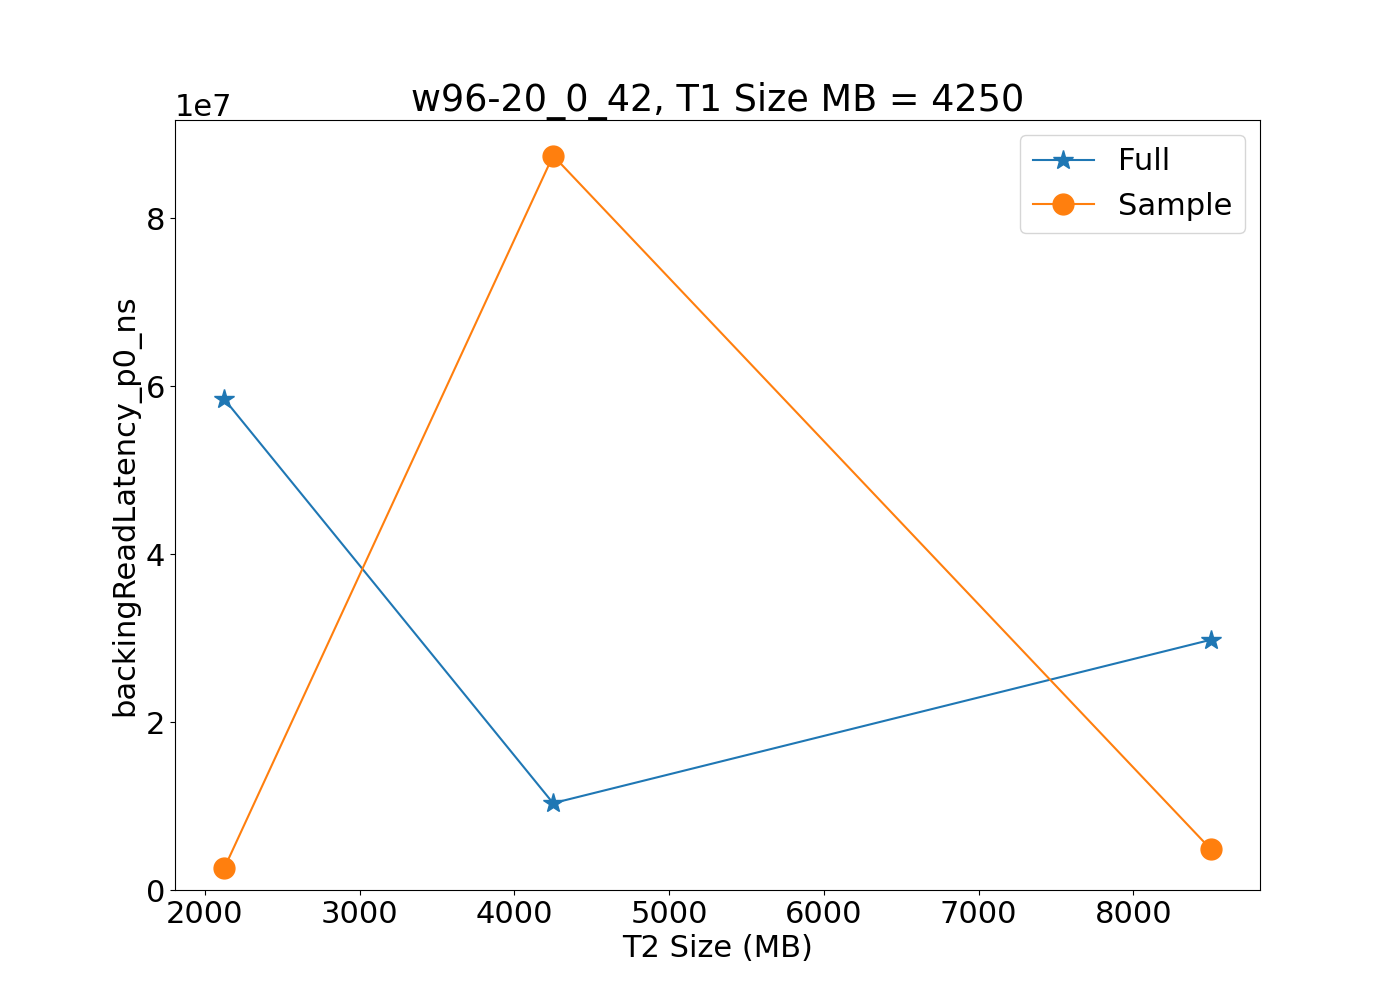 w96-20_0_42, T1 Size MB = 4250
1e7
Full
Sample
8
6
4
2
0
backingReadLatency_p0_ns
2000 3000 4000 5000 6000 7000 8000
T2 Size (MB)